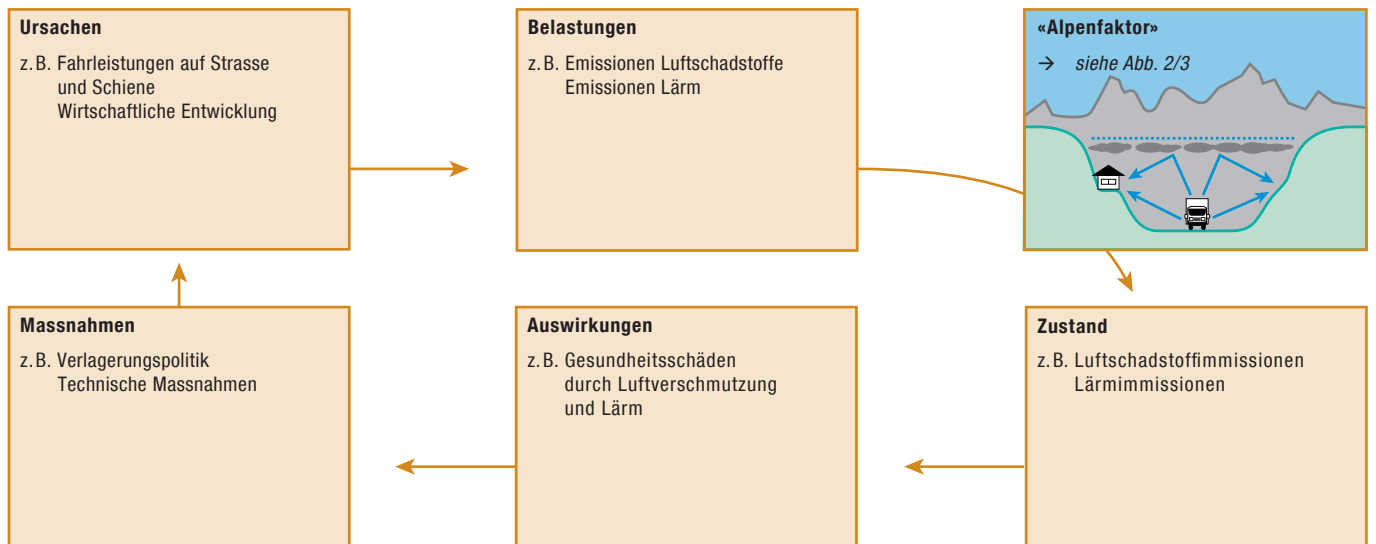 Ursachen
z.B. Fahrleistungen auf Strasse
und Schiene
Wirtschaftliche Entwicklung
Belastungen
z.B. Emissionen Luftschadstoffe
Emissionen Lärm
«Alpenfaktor»
→ siehe Abb. 2/3
Massnahmen
z.B. Verlagerungspolitik
Technische Massnahmen
Auswirkungen
z.B. Gesundheitsschäden
durch Luftverschmutzung
und Lärm
Zustand
z.B. Luftschadstoffimmissionen
Lärmimmissionen